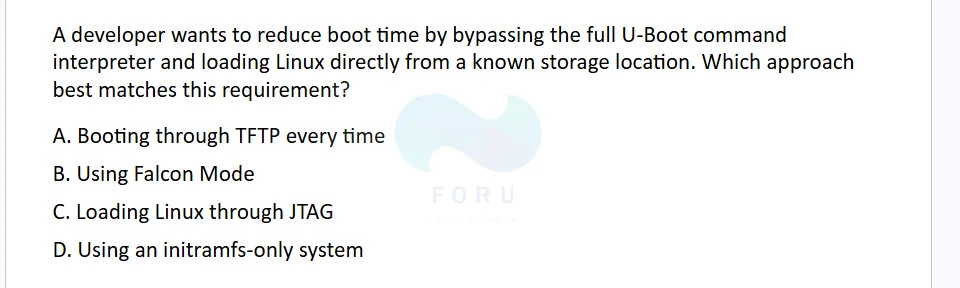 A developer wants to reduce boot time by bypassing the full U-Boot command
interpreter and loading Linux directly from a known storage location. Which approach
best matches this requirement?
A. Booting through TFTP every time
B. Using Falcon Mode
FORU
C. Loading Linux through JTAG
D. Using an initramfs-only system